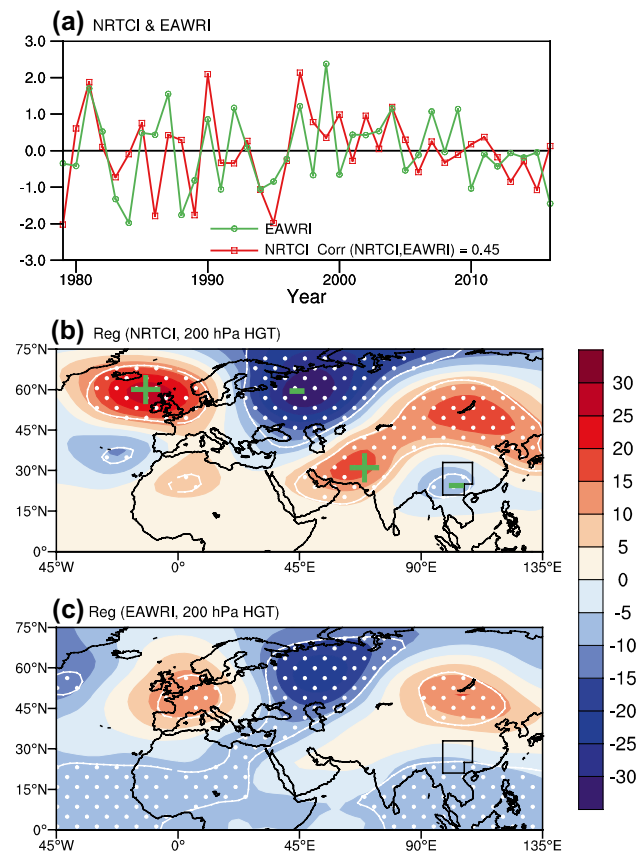 (a) NRTCI & EAWRI
3.0
2.0
1.0
0.0
-1.0
-2.0
-3.0
EAWRI
NRTCI Corr (NRTCI,EAWRI) = 0.45
1980 1990 2000 2010
Year
(b) Reg (NRTCI, 200 hPa HGT)
75°N
60°N
45°N
30°N
15°N
0°
45°W 0° 45°E 90°E 135°E
(c) Reg (EAWRI, 200 hPa HGT)
75°N
60°N
45°N
30°N
15°N
0°
45°W 0° 45°E 90°E 135°E
30
25
20
15
10
5
0
-5
-10
-15
-20
-25
-30